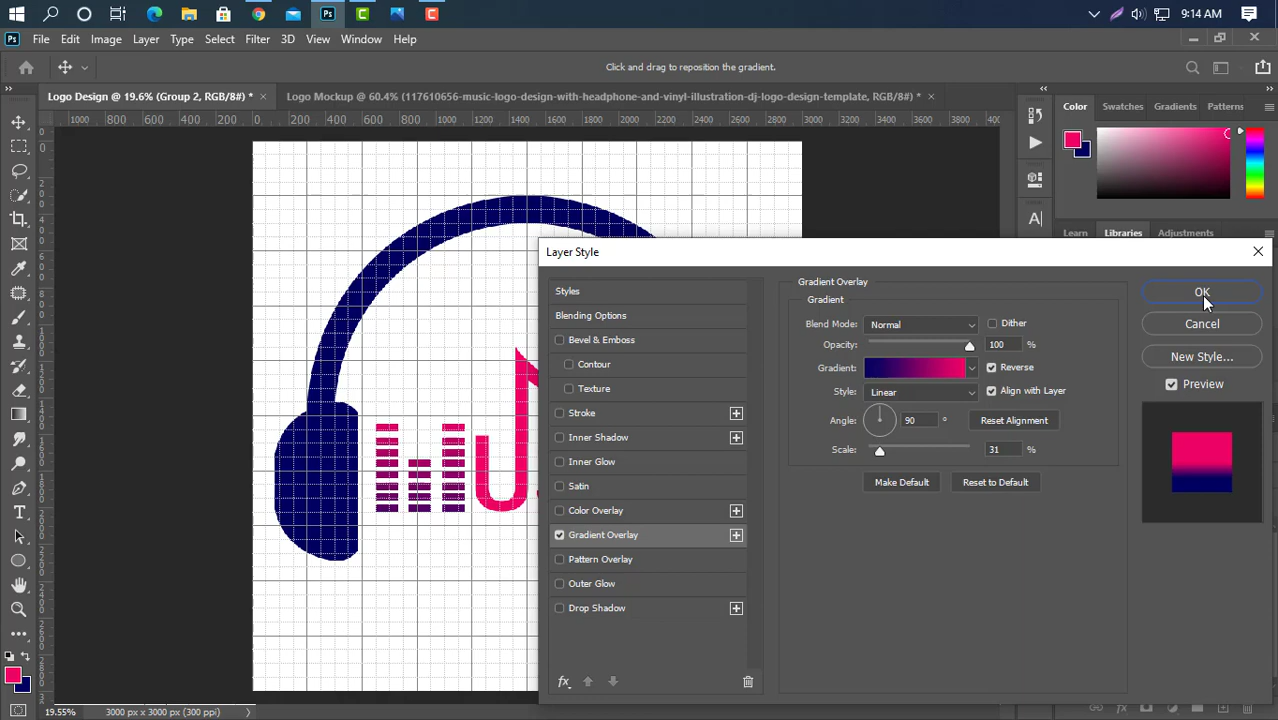 9:14 AM
Ps
File Edit Image Layer Type Select Filter 3D View Window Help
Click and drag to reposition the gradient.
Logo Design @ 19.6% (Group 2, RGB/8#) * ×
Logo Mockup @ 60.4% (117610656-music-logo-design-with-headphone-and-vinyl-illustration-dj-logo-design-template, RGB/8#) * ×
Color Swatches Gradients Patterns
1000 800 600 400 200 0 200 400 600 800 1000 1200 1400 1600 1800 2000 2200 2400 2600 2800 3000 3200 3400 3600 3800 4000
Learn Libraries Adjustments
Layer Style
Styles
Blending Options
Bevel & Emboss
Contour
Texture
Stroke
Inner Shadow
Inner Glow
Satin
Color Overlay
Gradient Overlay
Pattern Overlay
Outer Glow
Drop Shadow
fx
Gradient Overlay
Gradient
Blend Mode: Normal Dither
Opacity: 100 %
Gradient: Reverse
Style: Linear Align with Layer
Angle: 90 ° Reset Alignment
Scale: 31 %
Make Default Reset to Default
OK
Cancel
New Style...
Preview
19.55% 3000 px x 3000 px (300 ppi)